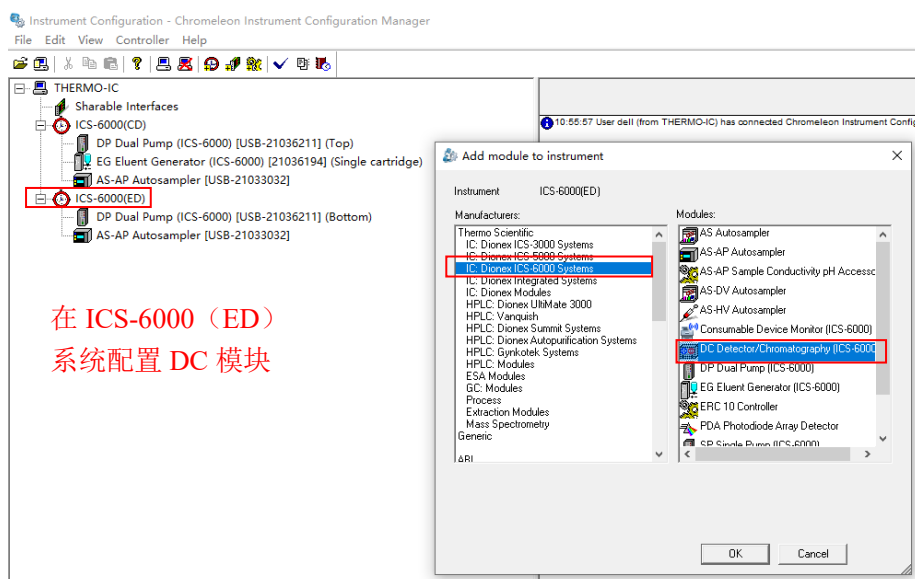 Instrument Configuration - Chromeleon Instrument Configuration Manager
File Edit View Controller Help
THERMO-IC
Sharable Interfaces
ICS-6000(CD)
DP Dual Pump (ICS-6000) [USB-21036211] (Top)
EG Eluent Generator (ICS-6000) [21036194] (Single cartridge)
AS-AP Autosampler [USB-21033032]
ICS-6000(ED)
DP Dual Pump (ICS-6000) [USB-21036211] (Bottom)
AS-AP Autosampler [USB-21033032]
在 ICS-6000（ED）
系统配置 DC 模块
10:55:57 User dell (from THERMO-IC) has connected Chromeleon Instrument Config
Add module to instrument
Instrument ICS-6000(ED)
Manufacturers:
Thermo Scientific
IC: Dionex ICS-3000 Systems
IC: Dionex ICS-5000 Systems
IC: Dionex ICS-6000 Systems
IC: Dionex Integrated Systems
IC: Dionex Modules
HPLC: Dionex UltiMate 3000
HPLC: Vanquish
HPLC: Dionex Summit Systems
HPLC: Dionex Autopurification Systems
HPLC: Gynkotek Systems
HPLC: Modules
ESA Modules
GC: Modules
Process
Extraction Modules
Mass Spectrometry
Generic
ABI
Modules:
AS Autosampler
AS-AP Autosampler
AS-AP Sample Conductivity pH Accessc
AS-DV Autosampler
AS-HV Autosampler
Consumable Device Monitor (ICS-6000)
DC Detector/Chromatography (ICS-6000
DP Dual Pump (ICS-6000)
EG Eluent Generator (ICS-6000)
ERC 10 Controller
PDA Photodiode Array Detector
SP Single Pump (ICS-6000)
OK
Cancel